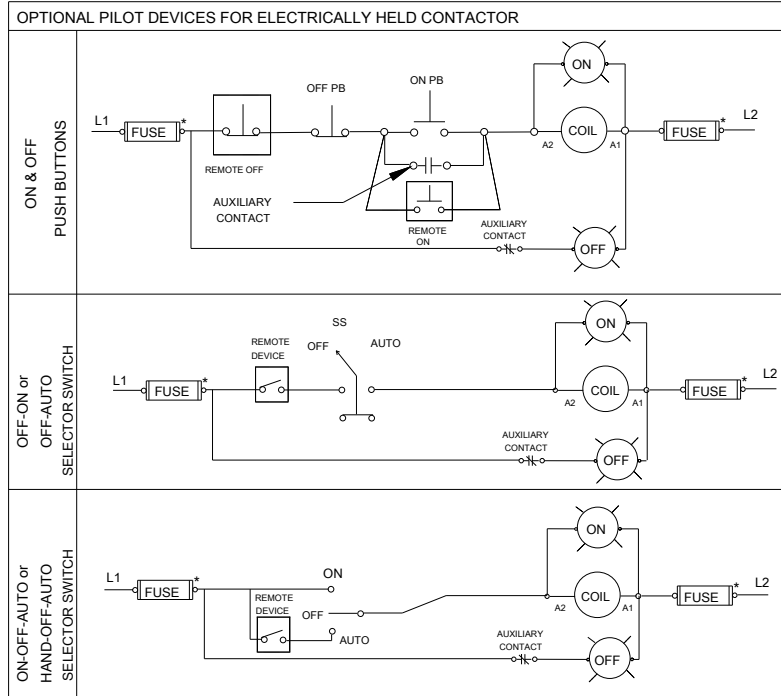 OPTIONAL PILOT DEVICES FOR ELECTRICALLY HELD CONTACTOR
ON & OFF
PUSH BUTTONS
L1
FUSE
*
REMOTE OFF
OFF PB
ON PB
AUXILIARY
CONTACT
REMOTE
ON
AUXILIARY
CONTACT
ON
COIL
A2
A1
OFF
FUSE
*
L2
OFF-ON or
OFF-AUTO
SELECTOR SWITCH
L1
FUSE
*
REMOTE
DEVICE
SS
OFF
AUTO
AUXILIARY
CONTACT
ON
COIL
A2
A1
OFF
FUSE
*
L2
ON-OFF-AUTO or
HAND-OFF-AUTO
SELECTOR SWITCH
L1
FUSE
*
REMOTE
DEVICE
ON
OFF
AUTO
AUXILIARY
CONTACT
ON
COIL
A2
A1
OFF
FUSE
*
L2